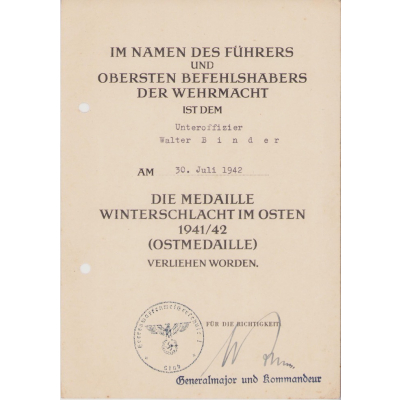 IM NAMEN DES FÜHRERS
UND
OBERSTEN BEFEHLSHABERS
DER WEHRMACHT
IST DEM
Unteroffizier
Walter B i n d e r
AM 30. Juli 1942
DIE MEDAILLE
WINTERSCHLACHT IM OSTEN
1941/42
(OSTMEDAILLE)
VERLIEHEN WORDEN.
FÜR DIE RICHTIGKEIT
Generalmajor und Kommandeur